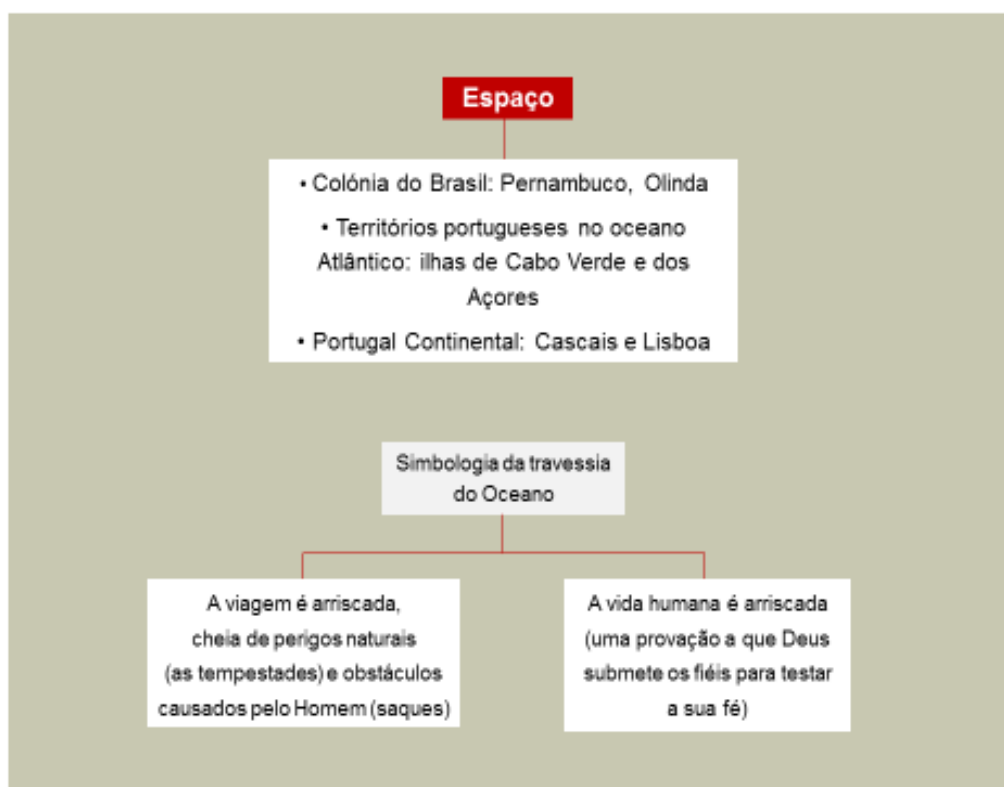 Espaço
• Colónia do Brasil: Pernambuco, Olinda
• Territórios portugueses no oceano
Atlântico: ilhas de Cabo Verde e dos
Açores
• Portugal Continental: Cascais e Lisboa
Simbologia da travessia
do Oceano
A viagem é arriscada,
cheia de perigos naturais
(as tempestades) e obstáculos
causados pelo Homem (saques)
A vida humana é arriscada
(uma provação a que Deus
submete os fiéis para testar
a sua fé)